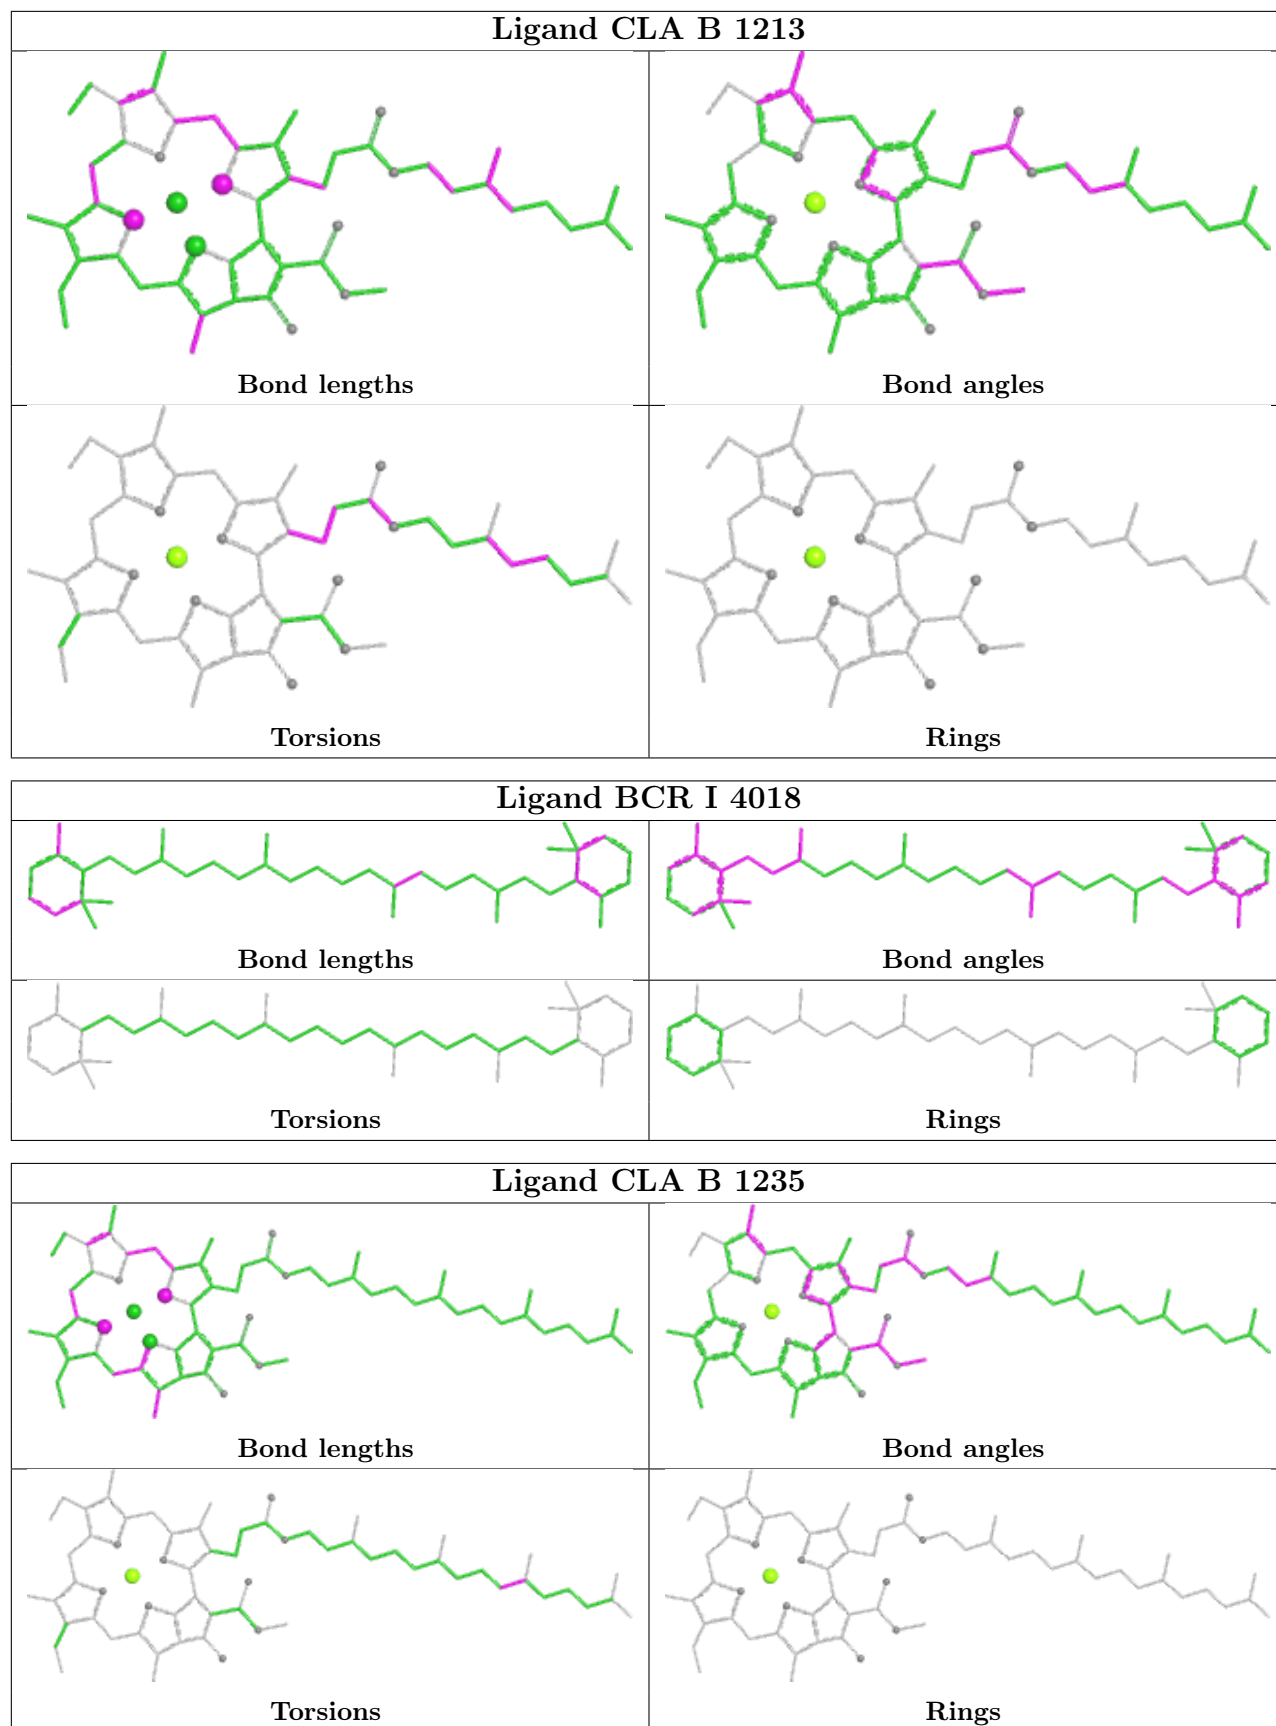 Ligand CLA B 1213
Bond lengths
Bond angles
Torsions
Rings
Ligand BCR I 4018
Bond lengths
Bond angles
Torsions
Rings
Ligand CLA B 1235
Bond lengths
Bond angles
Torsions
Rings